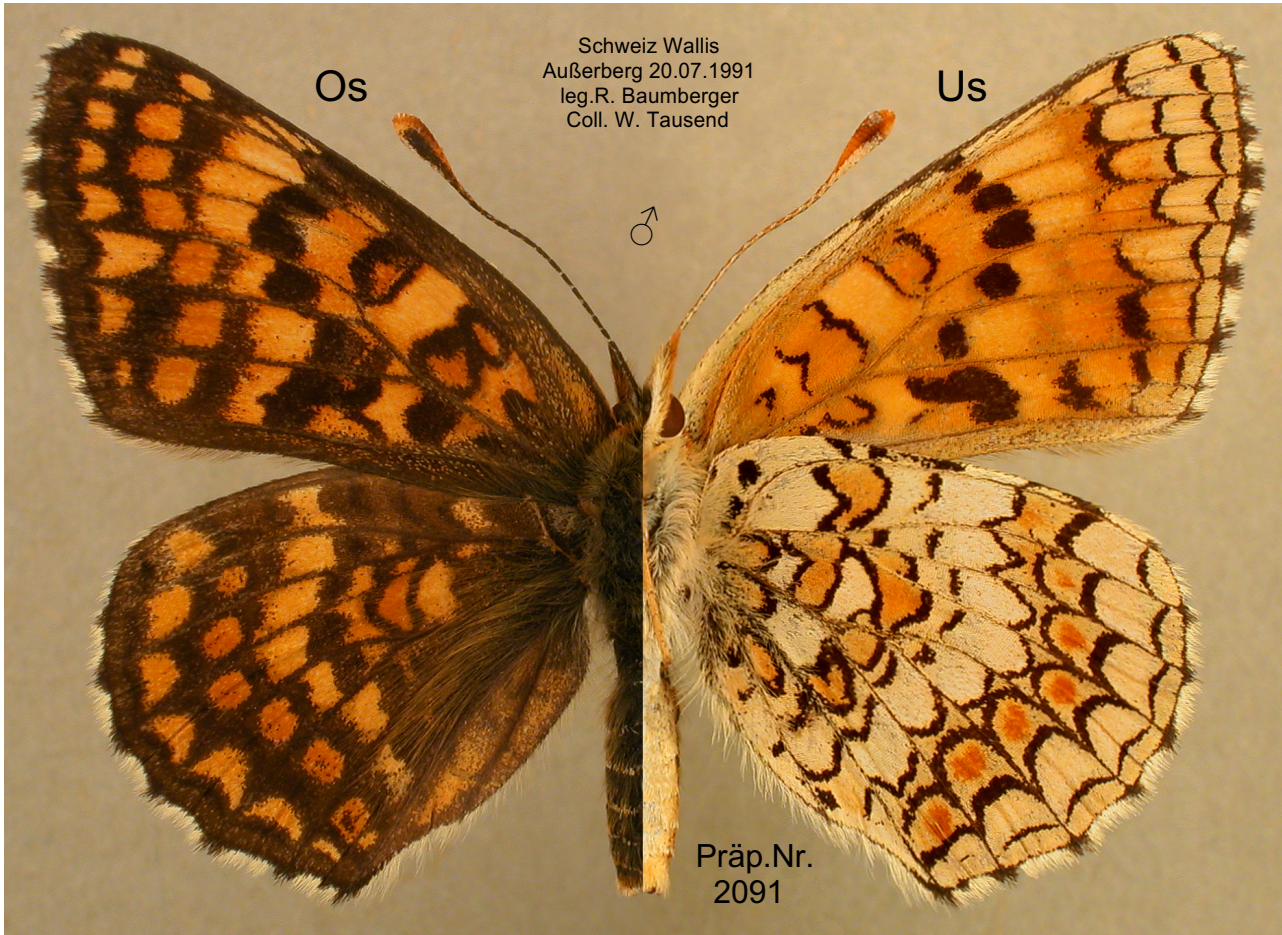 Schweiz Wallis
Außerberg 20.07.1991
leg.R. Baumberger
Coll. W. Tausend
Os
Us
♂
Präp.Nr.
2091